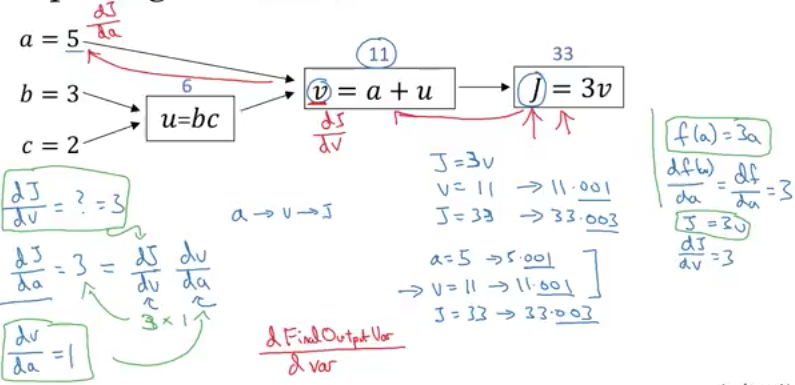 dJ/da
a = 5
11
33
b = 3
6
v = a + u
J = 3v
u=bc
c = 2
dJ/dv
f(a) = 3a
df(a)/da = df/da = 3
J = 3v
dJ/dv = 3
J = 3v
v = 11 → 11.001
J = 33 → 33.003
dJ/dv = ? = 3
a → v → J
dJ/da = 3 = dJ/dv dv/da
3 × 1
a = 5 → 5.001
→ v = 11 → 11.001
J = 33 → 33.003
dv/da = 1
d FinalOutputVar
d var